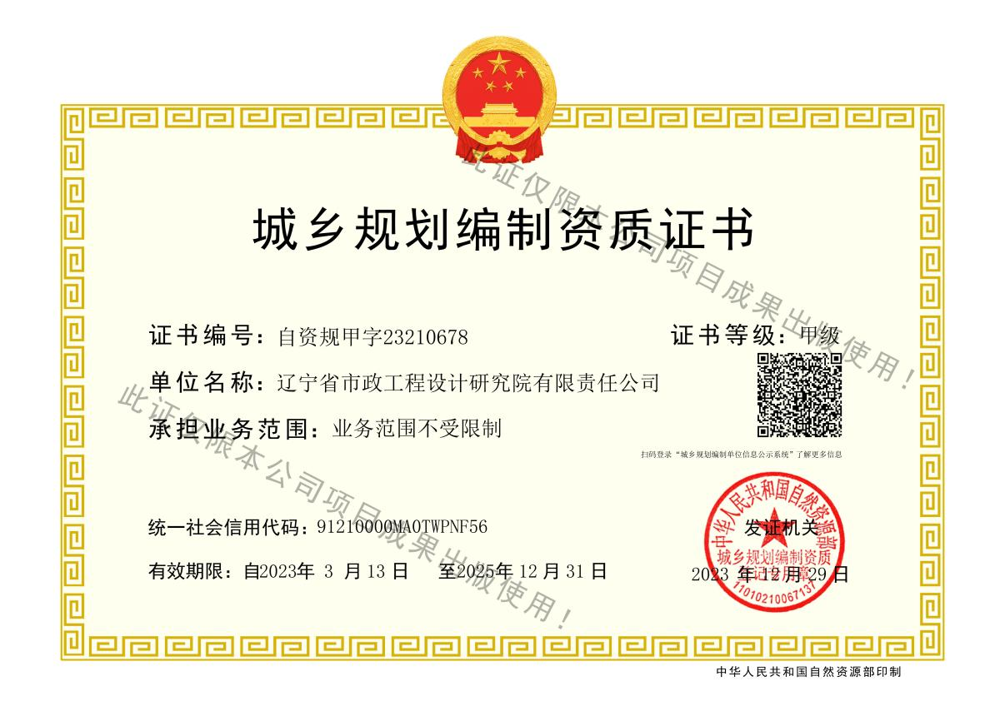 城乡规划编制资质证书
证书编号：自资规甲字23210678
证书等级：甲级
单位名称：辽宁省市政工程设计研究院有限责任公司
承担业务范围：业务范围不受限制
扫码登录“城乡规划编制单位信息公示系统”了解更多信息
统一社会信用代码：91210000MA0TWPNF56
有效期限：自2023年 3 月 13 日 至2025年 12 月 31 日
发证机关
2023 年 12 月 29 日
中华人民共和国自然资源部
城乡规划编制资质
登记专用章
11010210067137
此证仅限本公司项目成果出版使用！
此证仅限本公司项目成果出版使用！
中华人民共和国自然资源部印制